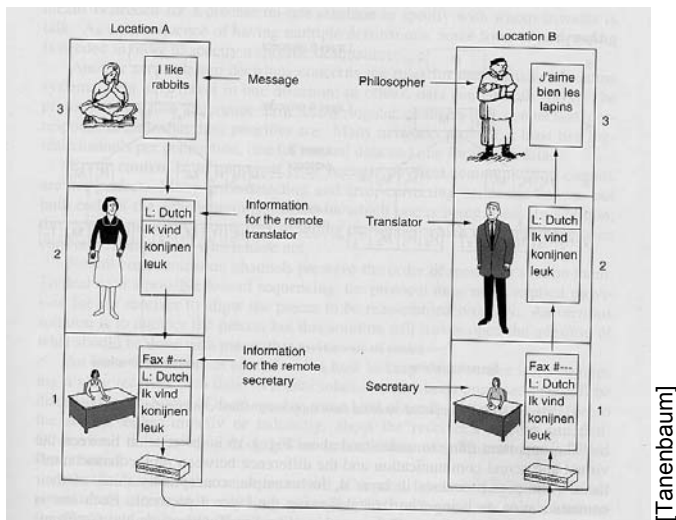 Location A
Location B
I like
rabbits
Message
Philosopher
J'aime
bien les
lapins
3
3
L: Dutch
Ik vind
konijnen
leuk
Information
for the remote
translator
Translator
L: Dutch
Ik vind
konijnen
leuk
2
2
Fax #---
L: Dutch
Ik vind
konijnen
leuk
Information
for the remote
secretary
Secretary
Fax #---
L: Dutch
Ik vind
konijnen
leuk
1
1
[Tanenbaum]